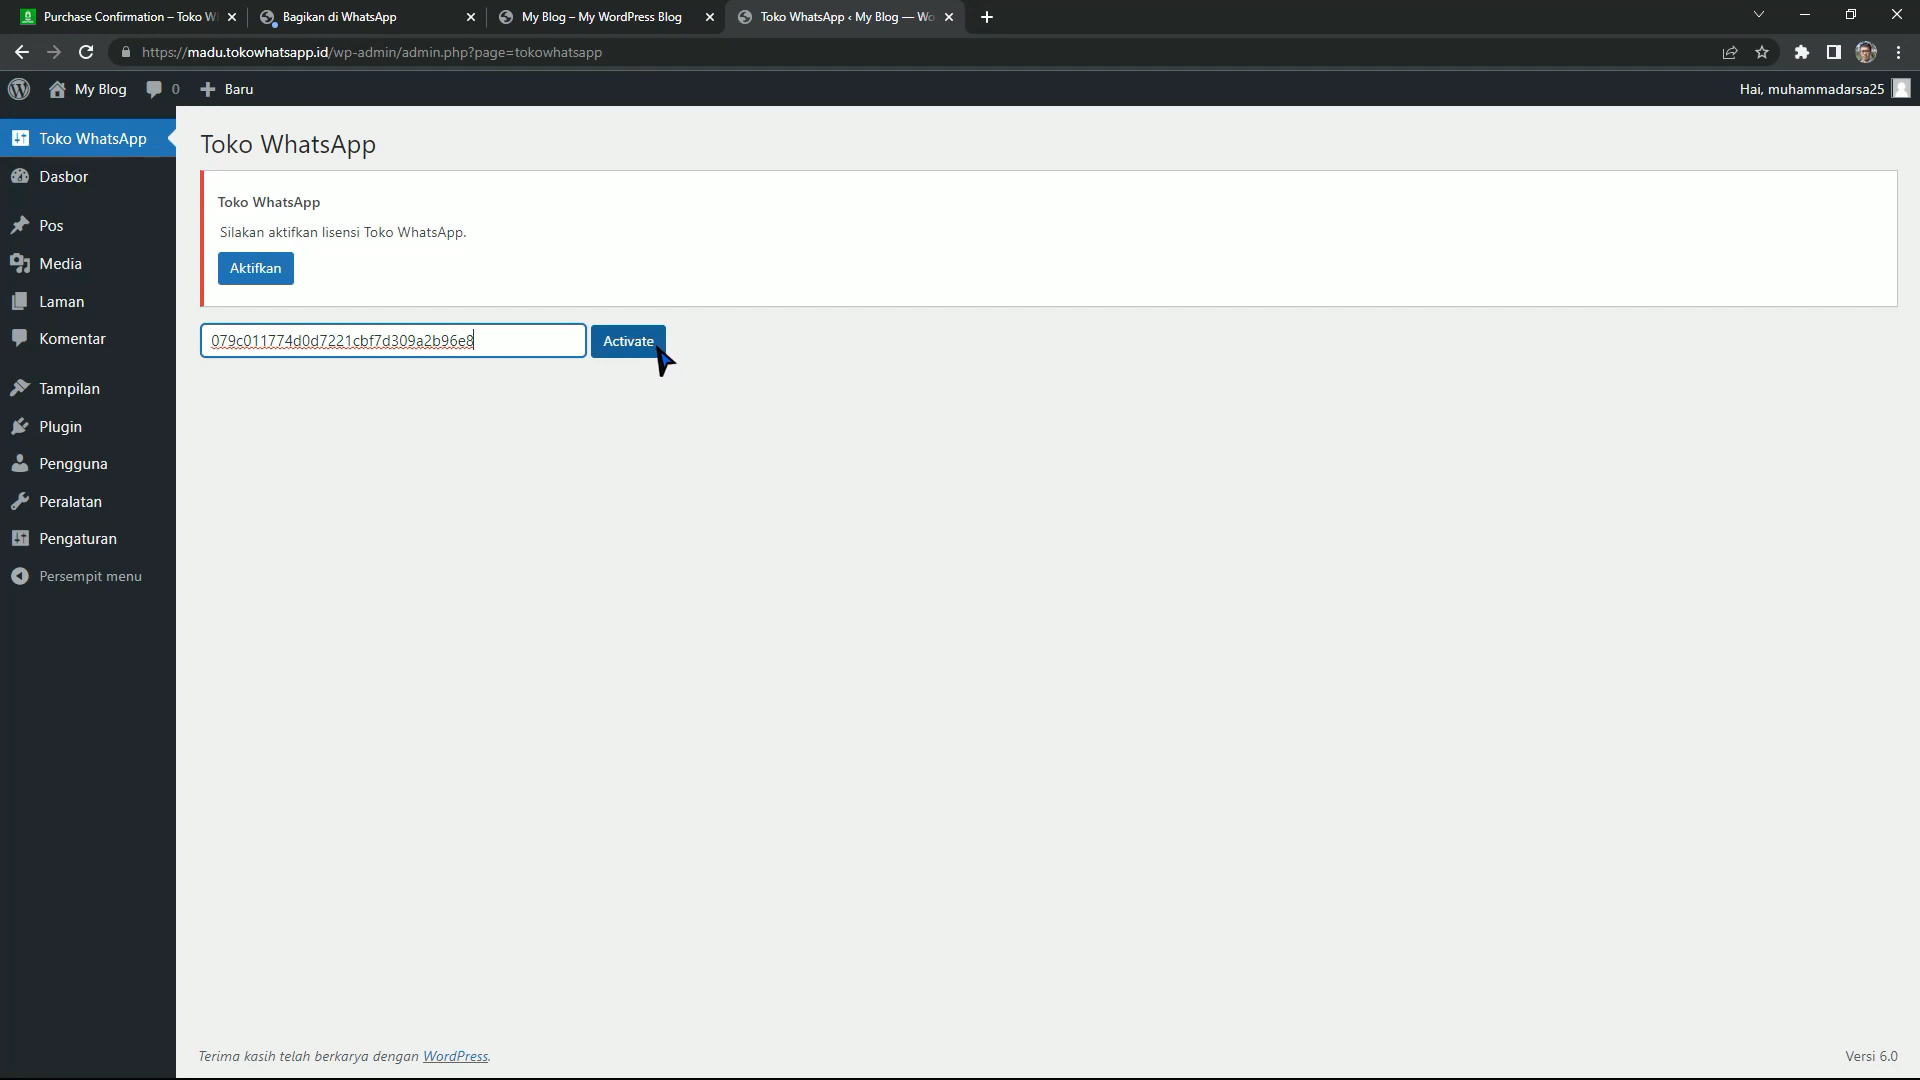 Purchase Confirmation – Toko W
Bagikan di WhatsApp
My Blog – My WordPress Blog
Toko WhatsApp ‹ My Blog — Wo
https://madu.tokowhatsapp.id/wp-admin/admin.php?page=tokowhatsapp
My Blog
0
Baru
Hai, muhammadarsa25
Toko WhatsApp
Dasbor
Pos
Media
Laman
Komentar
Tampilan
Plugin
Pengguna
Peralatan
Pengaturan
Persempit menu
Toko WhatsApp
Toko WhatsApp
Silakan aktifkan lisensi Toko WhatsApp.
Aktifkan
079c011774d0d7221cbf7d309a2b96e8
Activate
Terima kasih telah berkarya dengan WordPress.
Versi 6.0